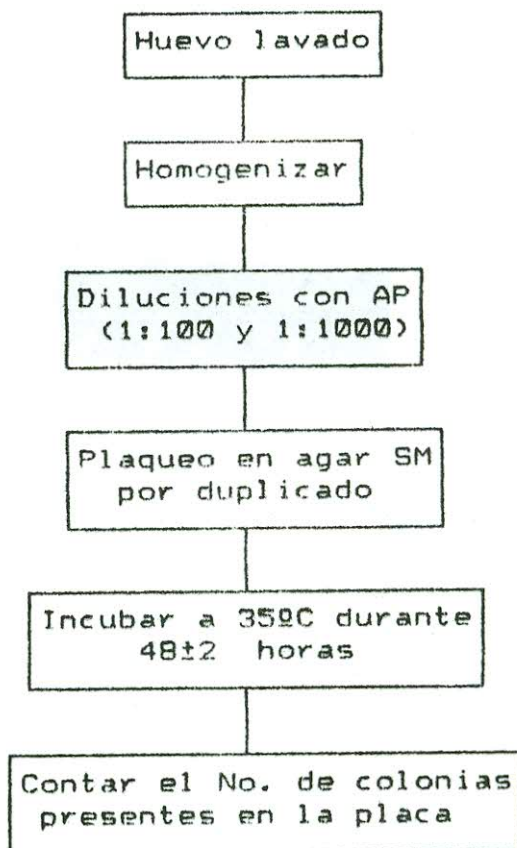 Huevo lavado
Homogenizar
Diluciones con AP
(1:100 y 1:1000)
Plaqueo en agar SM
por duplicado
Incubar a 35ºC durante
48±2 horas
Contar el No. de colonias
presentes en la placa